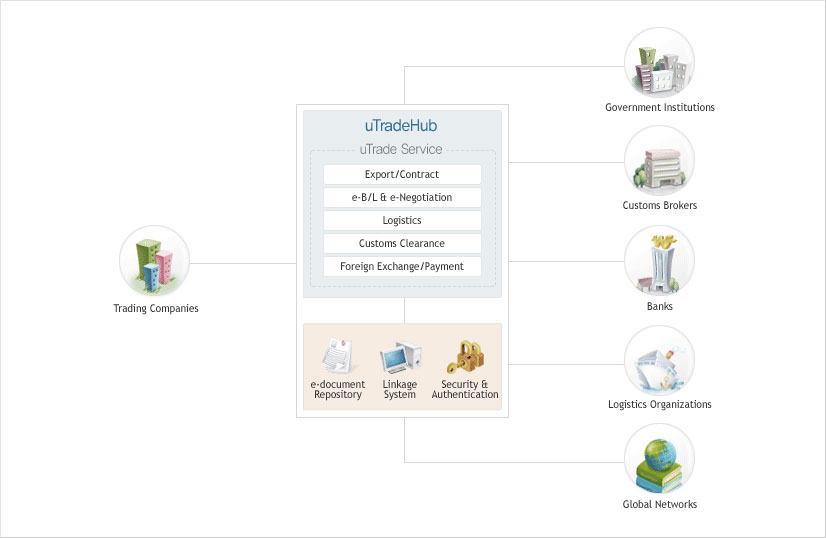 Government Institutions
uTradeHub
uTrade Service
Export/Contract
e-B/L & e-Negotiation
Logistics
Customs Clearance
Foreign Exchange/Payment
Customs Brokers
Trading Companies
Banks
e-document
Repository
Linkage
System
Security &
Authentication
Logistics Organizations
Global Networks